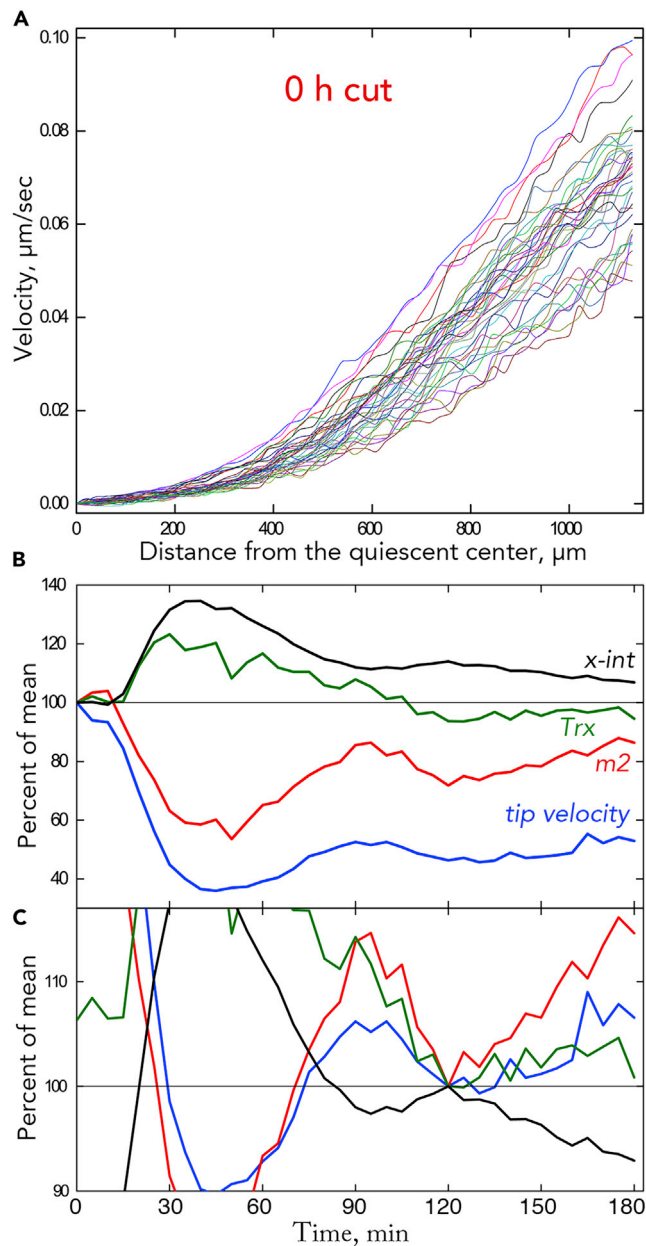 A
0.10
0 h cut
0.08
0.06
0.04
0.02
0.00
Velocity, µm/sec
0 200 400 600 800 1000
Distance from the quiescent center, µm
B
140
120
100
80
60
40
Percent of mean
x-int
Trx
m2
tip velocity
C
110
100
90
Percent of mean
0 30 60 90 120 150 180
Time, min